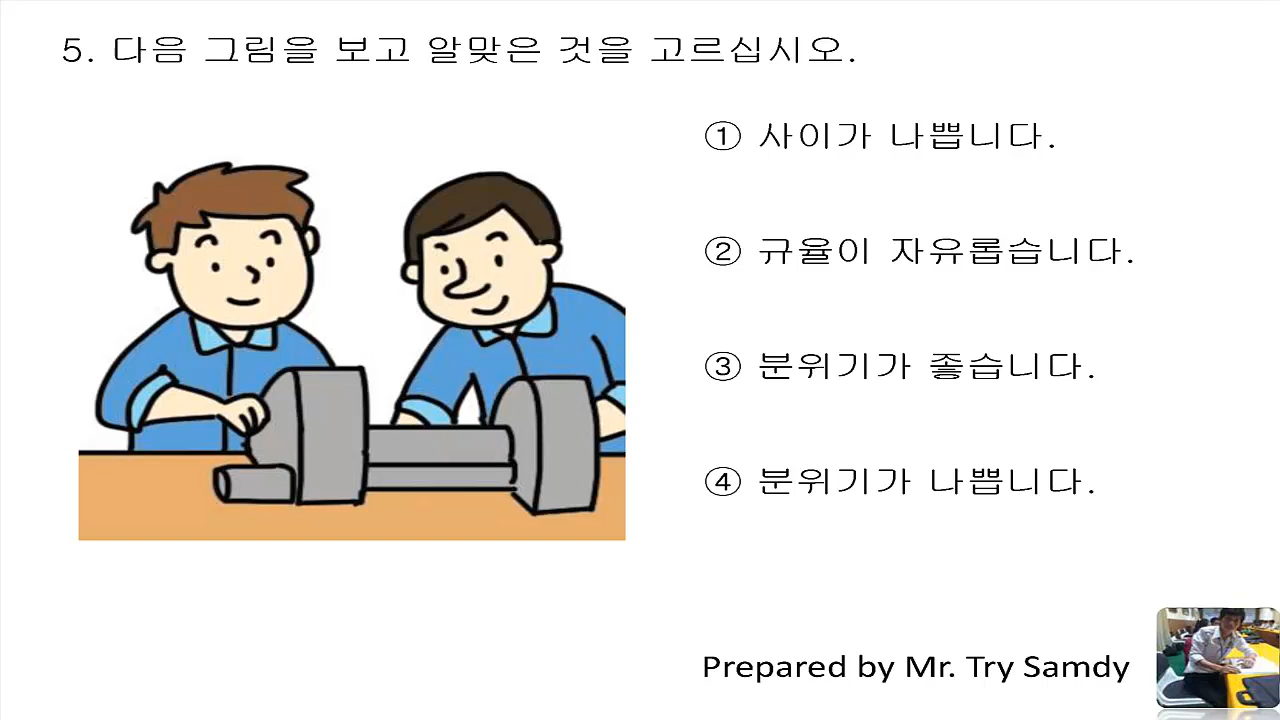 5. 다음 그림을 보고 알맞은 것을 고르십시오.
① 사이가 나쁩니다.
② 규율이 자유롭습니다.
③ 분위기가 좋습니다.
④ 분위기가 나쁩니다.
Prepared by Mr. Try Samdy